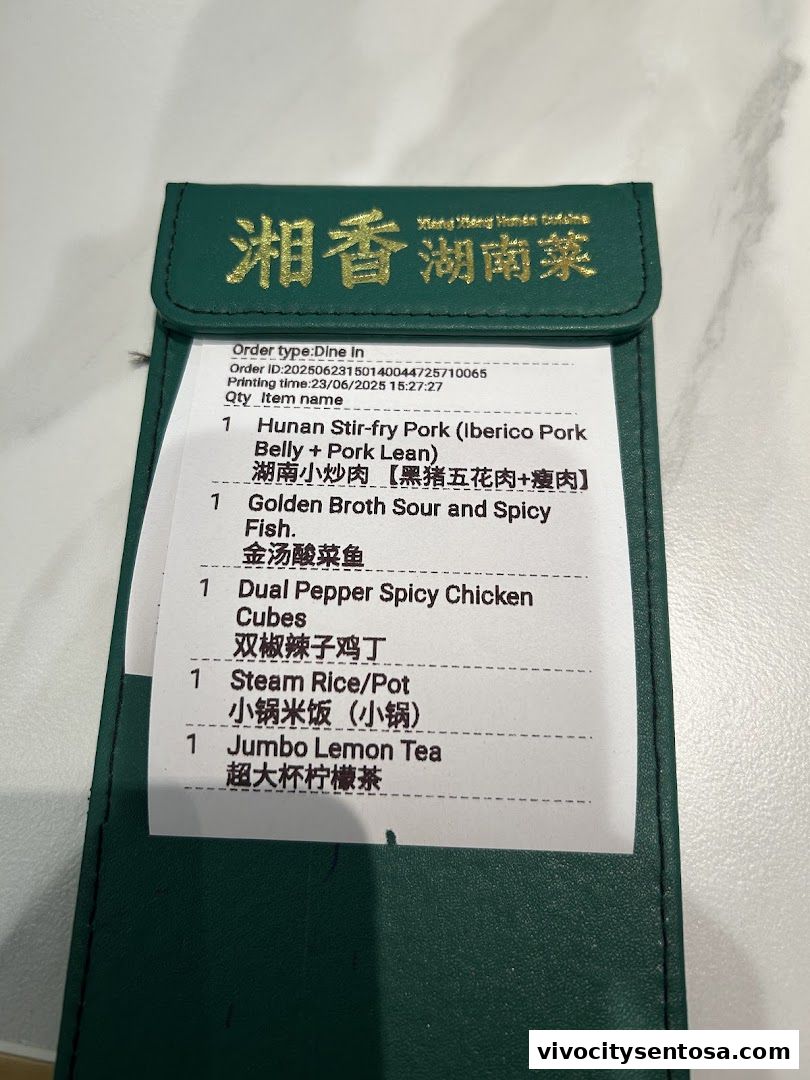 湘香
Xiang Xiang Hunan Cuisine
湖南菜
Order type:Dine in
Order ID:20250623150140044725710065
Printing time:23/06/2025 15:27:27
Qty Item name
1 Hunan Stir-fry Pork (Iberico Pork
Belly + Pork Lean)
湖南小炒肉 【黑猪五花肉+瘦肉】
1 Golden Broth Sour and Spicy
Fish.
金汤酸菜鱼
1 Dual Pepper Spicy Chicken
Cubes
双椒辣子鸡丁
1 Steam Rice/Pot
小锅米饭（小锅）
1 Jumbo Lemon Tea
超大杯柠檬茶
vivocitysentosa.com